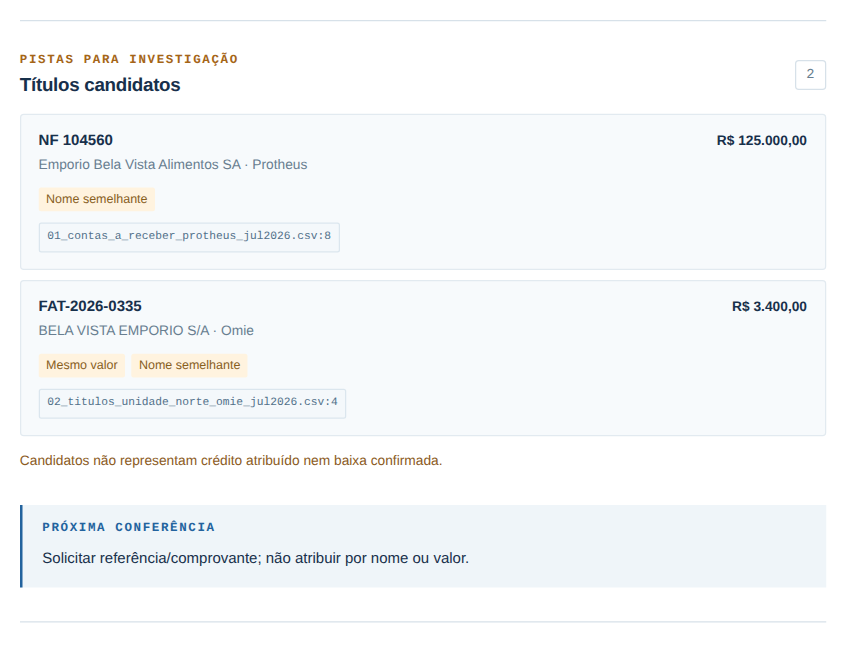 PISTAS PARA INVESTIGAÇÃO
Títulos candidatos
2
NF 104560
R$ 125.000,00
Emporio Bela Vista Alimentos SA · Protheus
Nome semelhante
01_contas_a_receber_protheus_jul2026.csv:8
FAT-2026-0335
R$ 3.400,00
BELA VISTA EMPORIO S/A · Omie
Mesmo valor
Nome semelhante
02_titulos_unidade_norte_omie_jul2026.csv:4
Candidatos não representam crédito atribuído nem baixa confirmada.
PRÓXIMA CONFERÊNCIA
Solicitar referência/comprovante; não atribuir por nome ou valor.